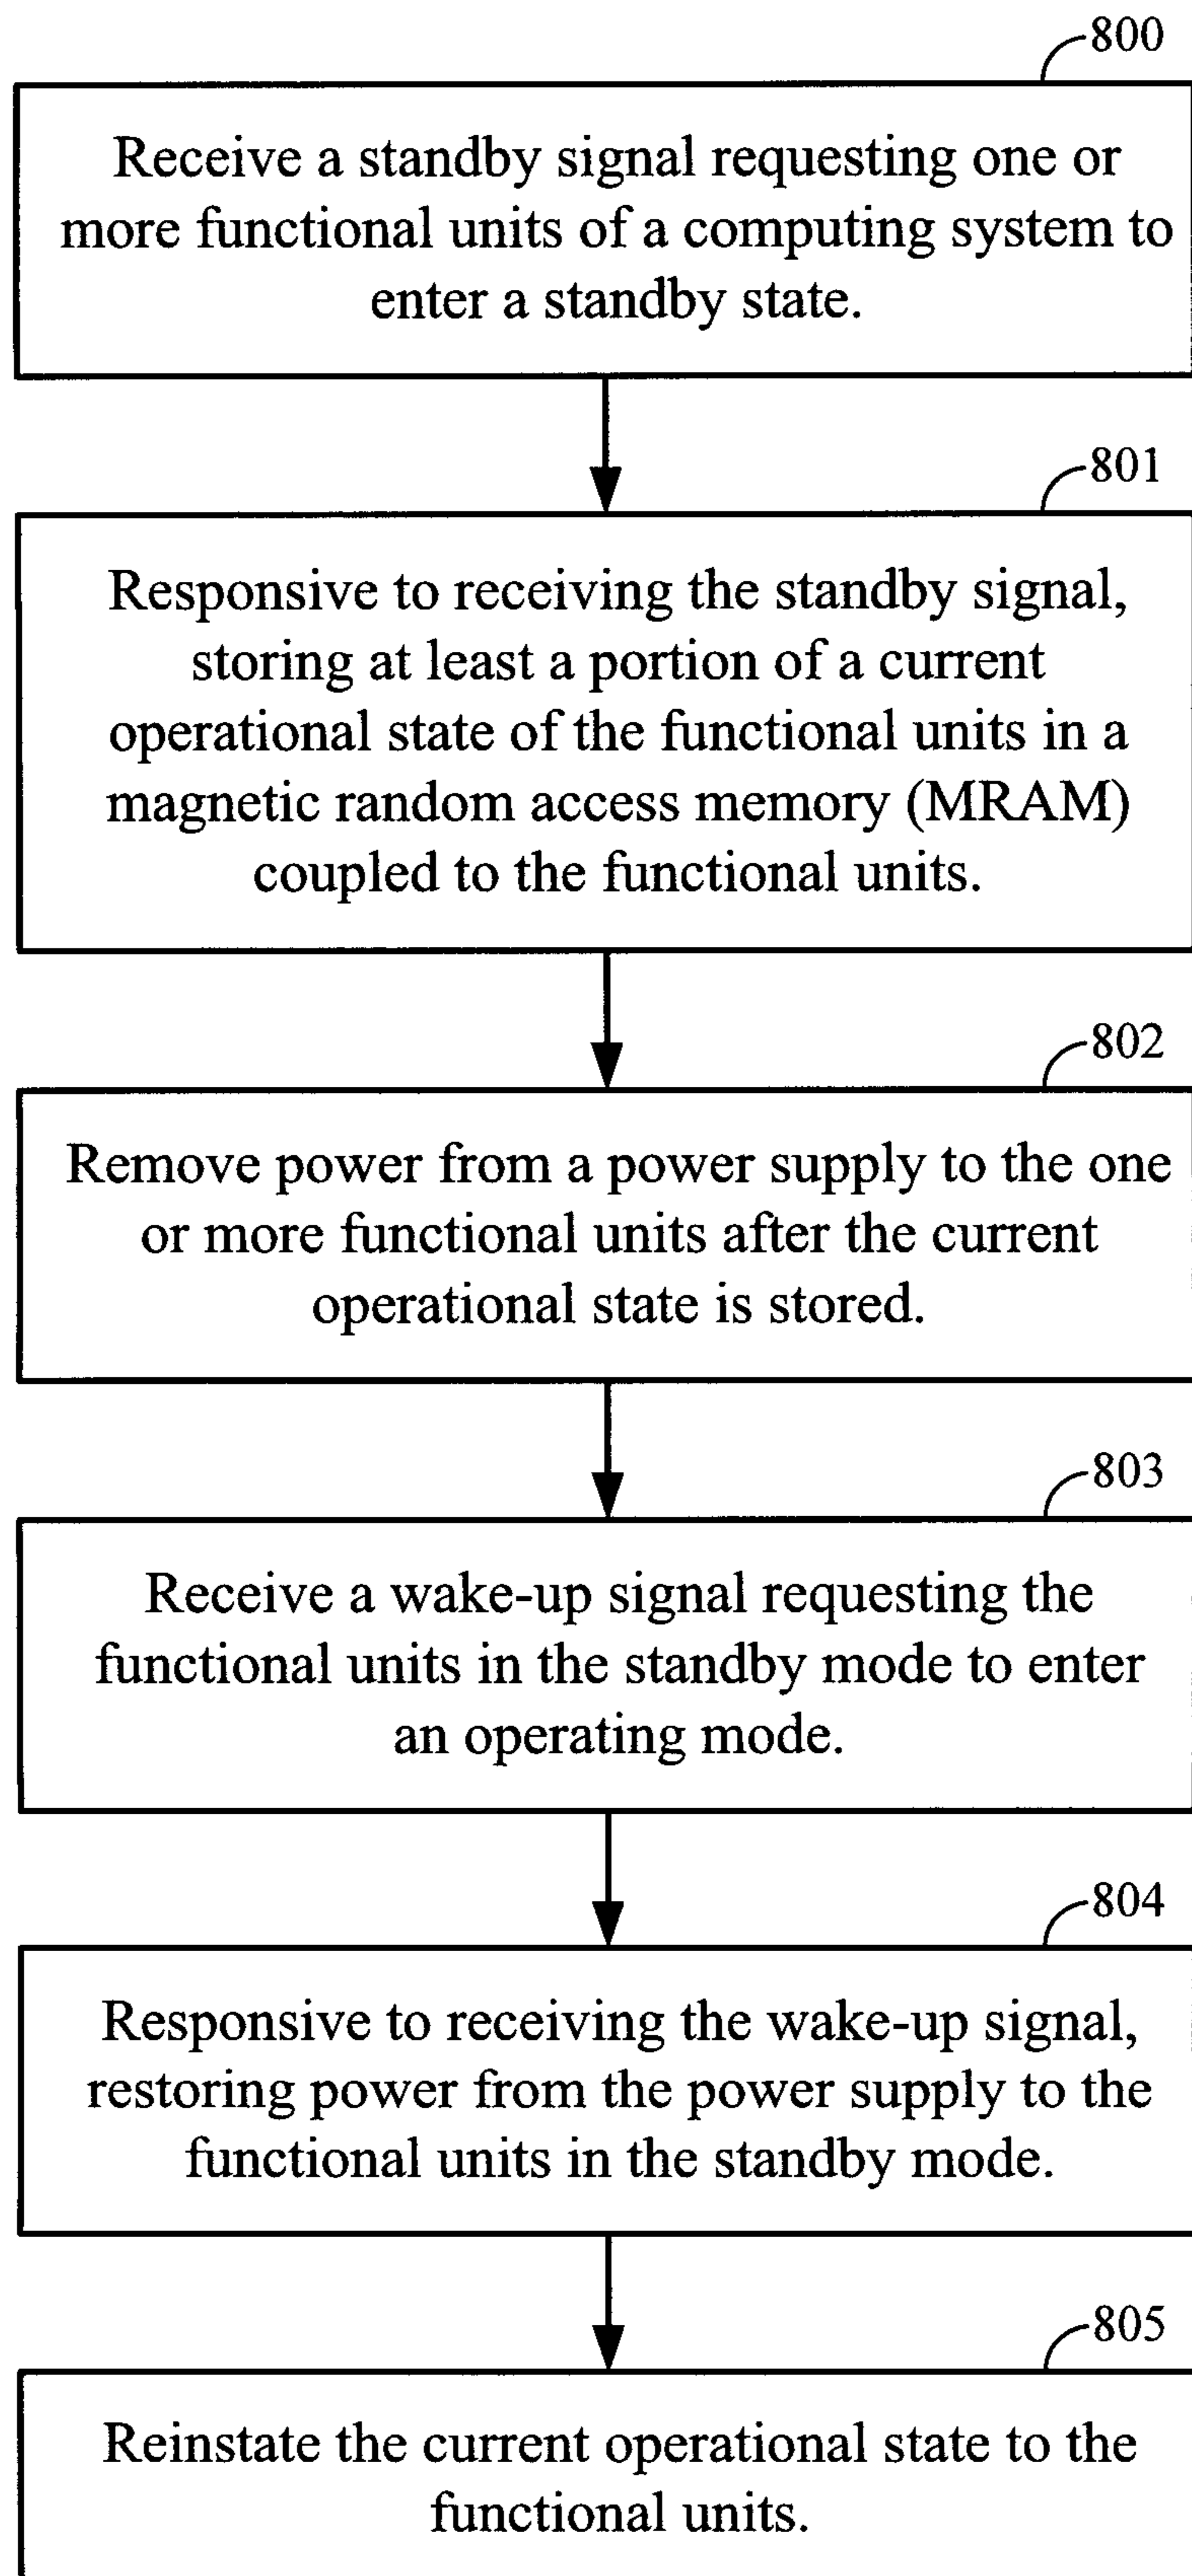 800
Receive a standby signal requesting one or
more functional units of a computing system to
enter a standby state.
801
Responsive to receiving the standby signal,
storing at least a portion of a current
operational state of the functional units in a
magnetic random access memory (MRAM)
coupled to the functional units.
802
Remove power from a power supply to the one
or more functional units after the current
operational state is stored.
803
Receive a wake-up signal requesting the
functional units in the standby mode to enter
an operating mode.
804
Responsive to receiving the wake-up signal,
restoring power from the power supply to the
functional units in the standby mode.
805
Reinstate the current operational state to the
functional units.